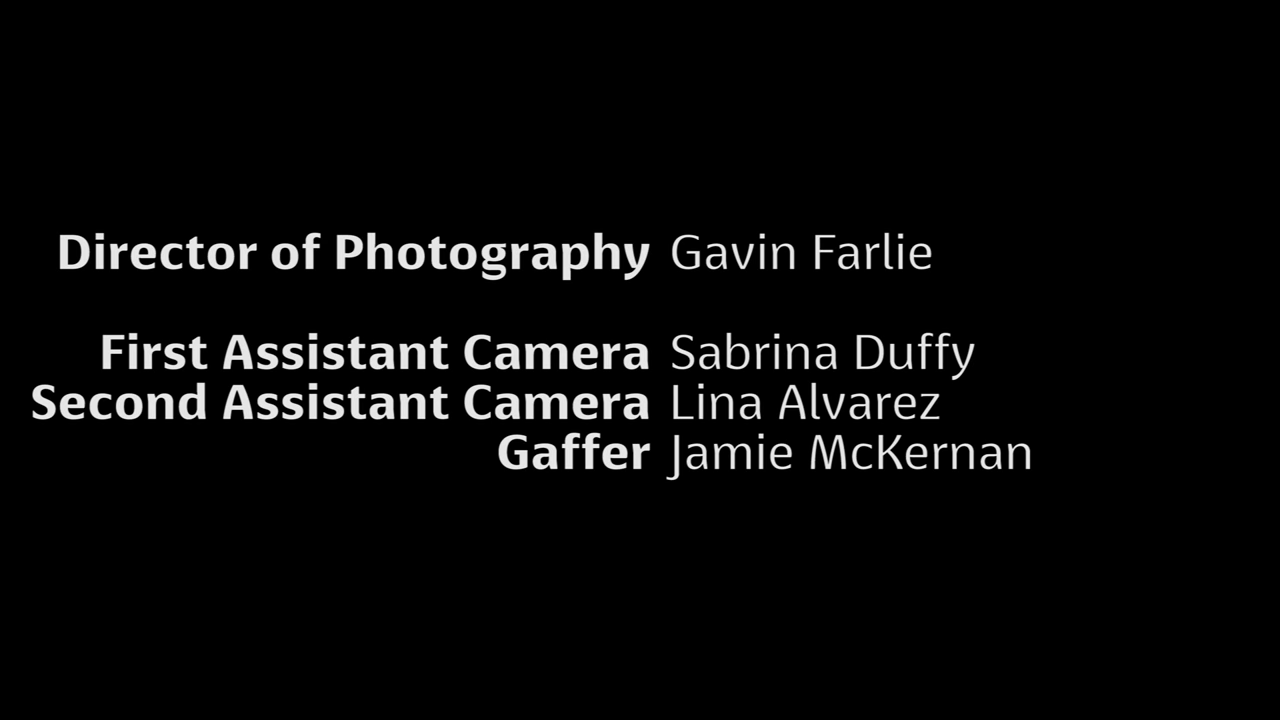 Director of Photography Gavin Farlie
First Assistant Camera Sabrina Duffy
Second Assistant Camera Lina Alvarez
Gaffer Jamie McKernan